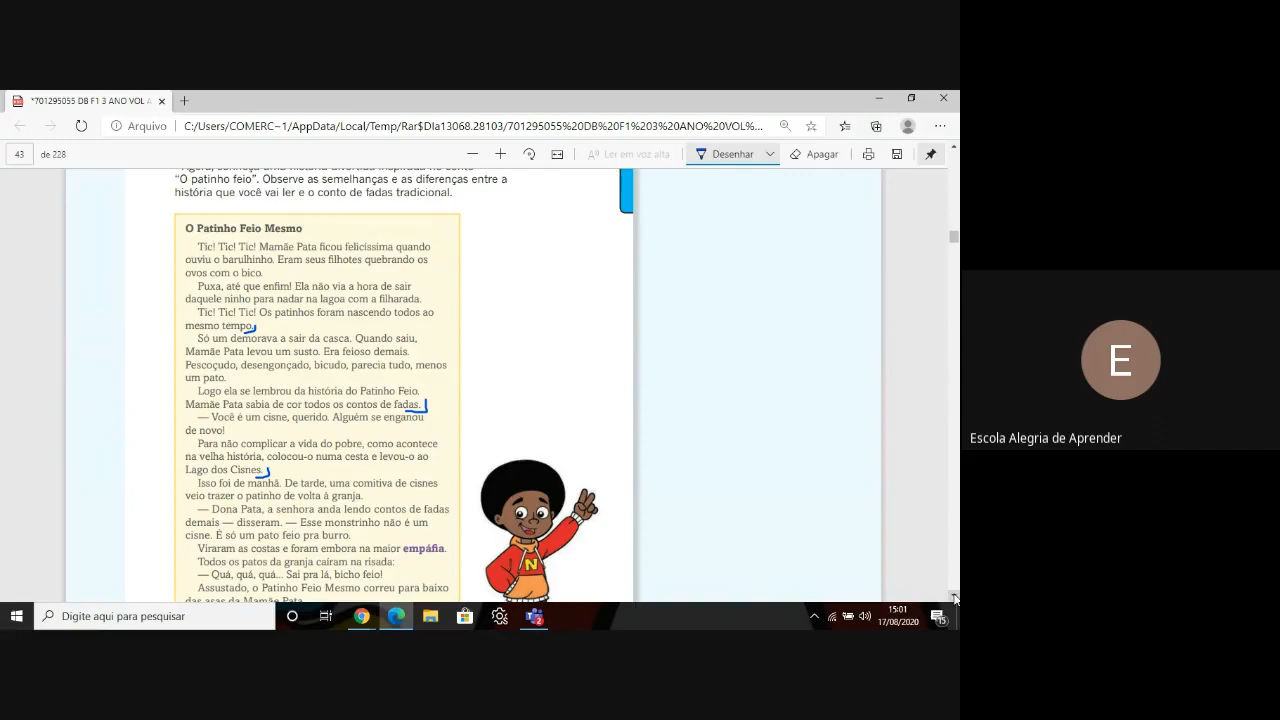 *701295055 DB F1 3 ANO VOL
Arquivo
C:/Users/COMERC~1/AppData/Local/Temp/Rar$DIa13068.28103/701295055%20DB%20F1%203%20ANO%20VOL%...
43
de 228
Ler em voz alta
Desenhar
Apagar
"O patinho feio". Observe as semelhanças e as diferenças entre a
história que você vai ler e o conto de fadas tradicional.
O Patinho Feio Mesmo
Tic! Tic! Tic! Mamãe Pata ficou felicíssima quando
ouviu o barulhinho. Eram seus filhotes quebrando os
ovos com o bico.
Puxa, até que enfim! Ela não via a hora de sair
daquele ninho para nadar na lagoa com a filharada.
Tic! Tic! Tic! Os patinhos foram nascendo todos ao
mesmo tempo.
Só um demorava a sair da casca. Quando saiu,
Mamãe Pata levou um susto. Era feioso demais.
Pescoçudo, desengonçado, bicudo, parecia tudo, menos
um pato.
Logo ela se lembrou da história do Patinho Feio.
Mamãe Pata sabia de cor todos os contos de fadas.
— Você é um cisne, querido. Alguém se enganou
de novo!
Para não complicar a vida do pobre, como acontece
na velha história, colocou-o numa cesta e levou-o ao
Lago dos Cisnes.
Isso foi de manhã. De tarde, uma comitiva de cisnes
veio trazer o patinho de volta à granja.
— Dona Pata, a senhora anda lendo contos de fadas
demais — disseram. — Esse monstrinho não é um
cisne. É só um pato feio pra burro.
Viraram as costas e foram embora na maior empáfia.
Todos os patos da granja caíram na risada:
— Quá, quá, quá... Sai pra lá, bicho feio!
Assustado, o Patinho Feio Mesmo correu para baixo
das asas da Mamãe Pata.
N
E
Escola Alegria de Aprender
Digite aqui para pesquisar
2
15:01
17/08/2020
15